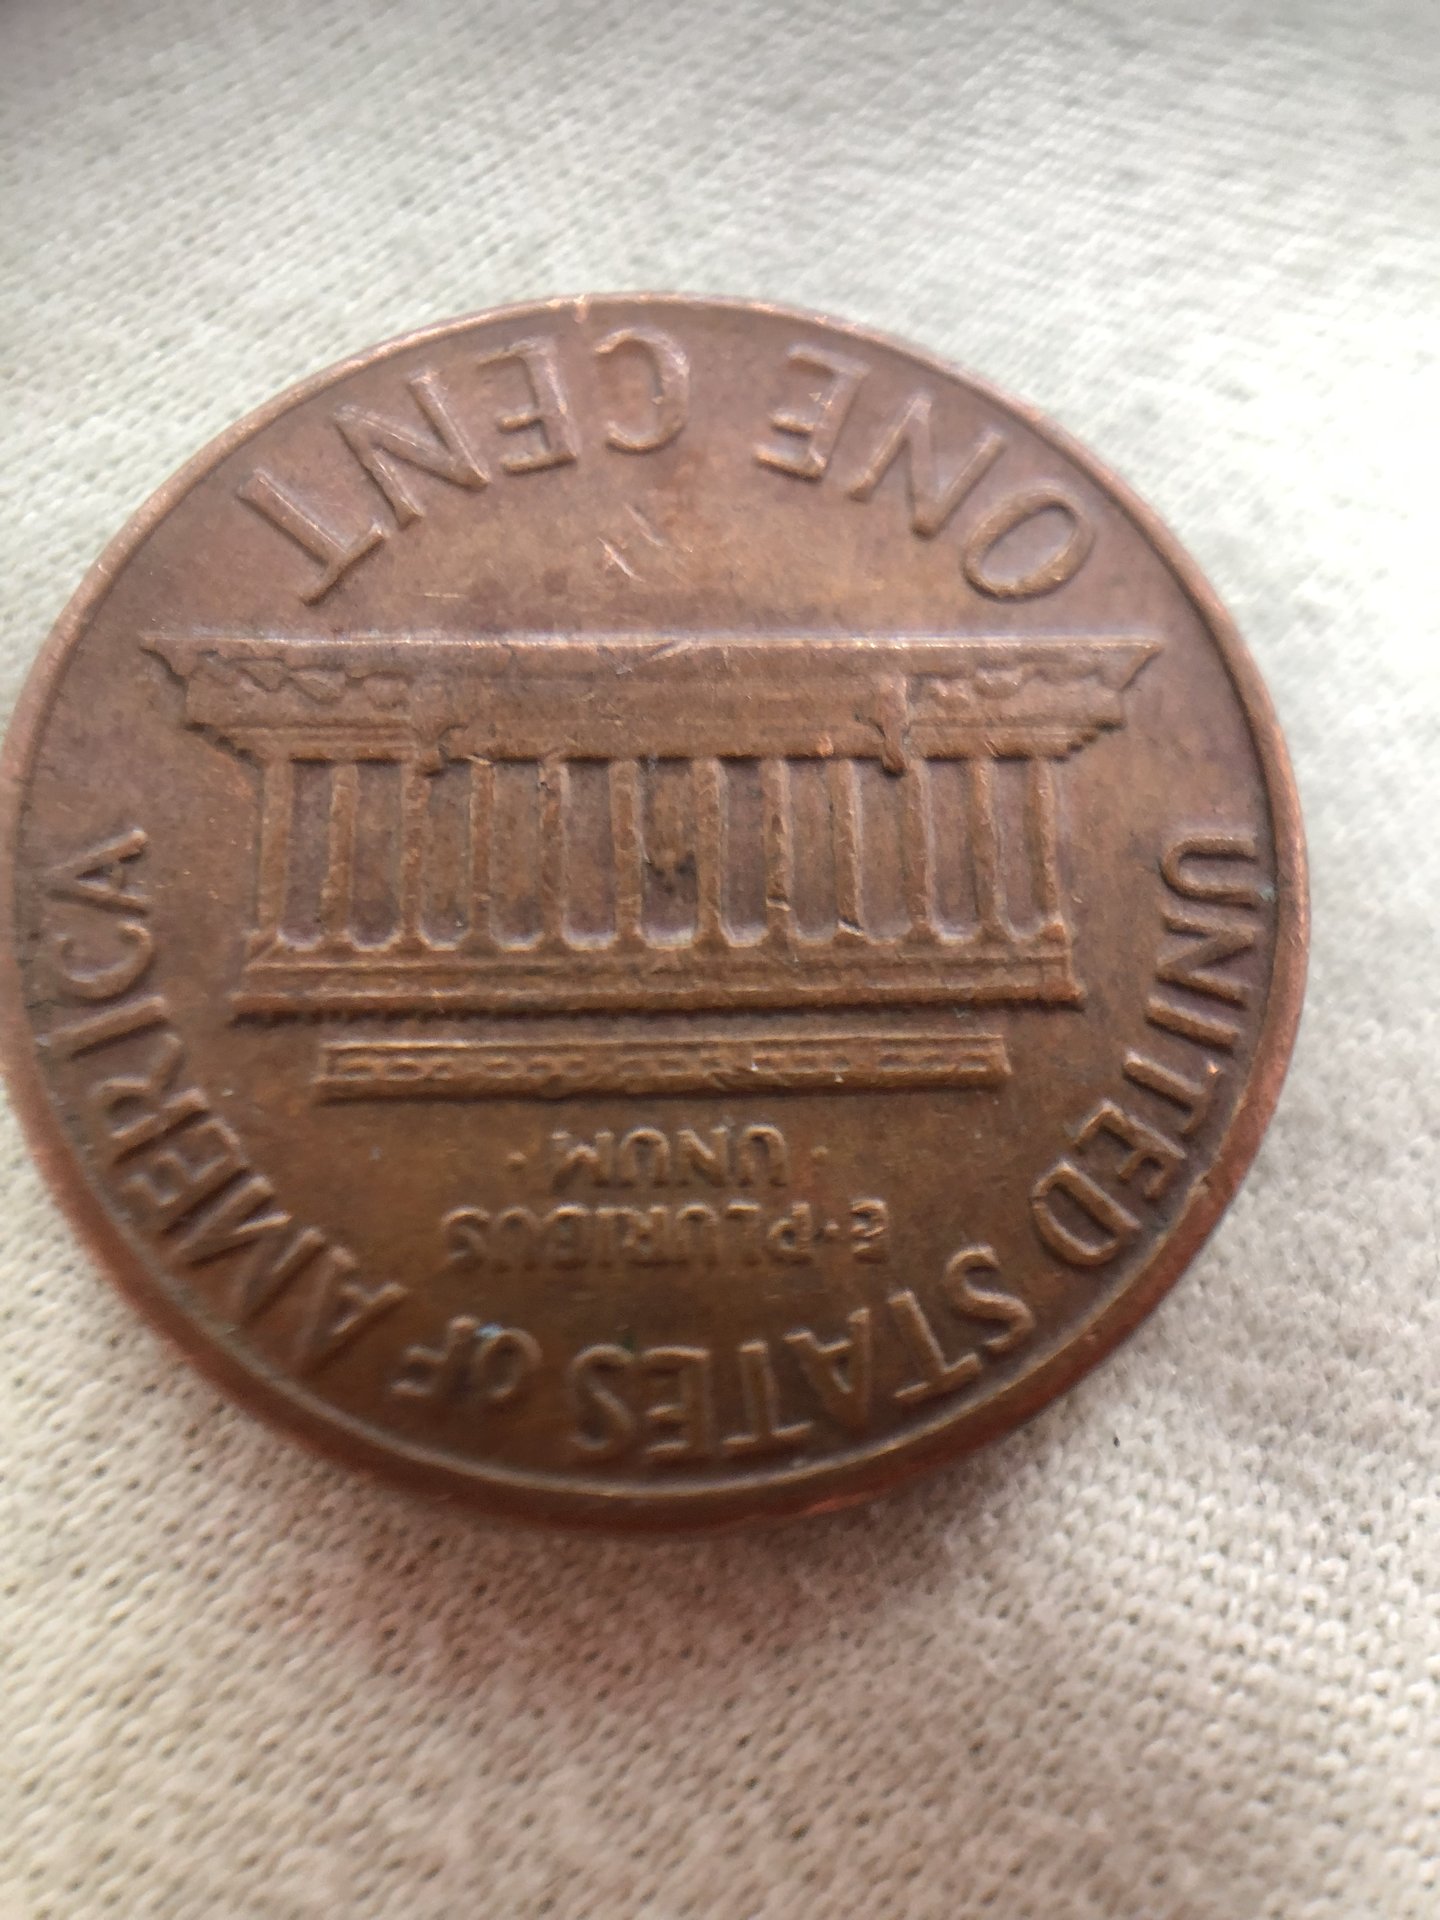 UNITED STATES OF AMERICA
E·PLURIBUS
·UNUM·
ONE CENT